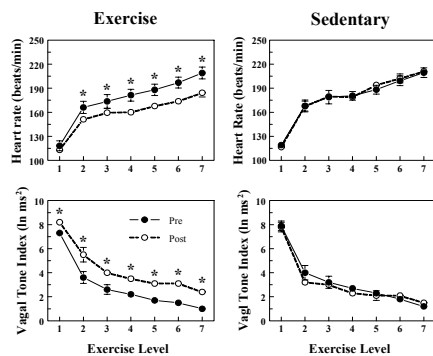 Exercise
Sedentary
Heart rate (beats/min)
250
220
190
160
130
100
* * * * * *
1 2 3 4 5 6 7
Heart Rate (beats/min)
250
220
190
160
130
100
1 2 3 4 5 6 7
Vagal Tone Index (ln ms²)
10
8
6
4
2
0
* * * * * * *
Pre
Post
1 2 3 4 5 6 7
Exercise Level
Vagl Tone Index (ln ms²)
10
8
6
4
2
0
1 2 3 4 5 6 7
Exercise Level